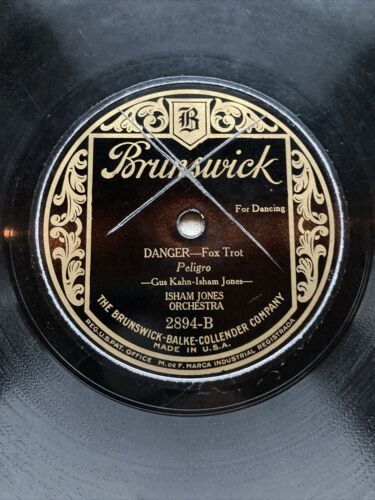 B
Brunswick
For Dancing
DANGER—Fox Trot
Peligro
—Gus Kahn-Isham Jones—
ISHAM JONES
ORCHESTRA
2894-B
THE BRUNSWICK-BALKE-COLLENDER COMPANY
MADE IN U.S.A.
REG. U.S. PAT. OFFICE M. DE F. MARCA INDUSTRIAL REGISTRADA